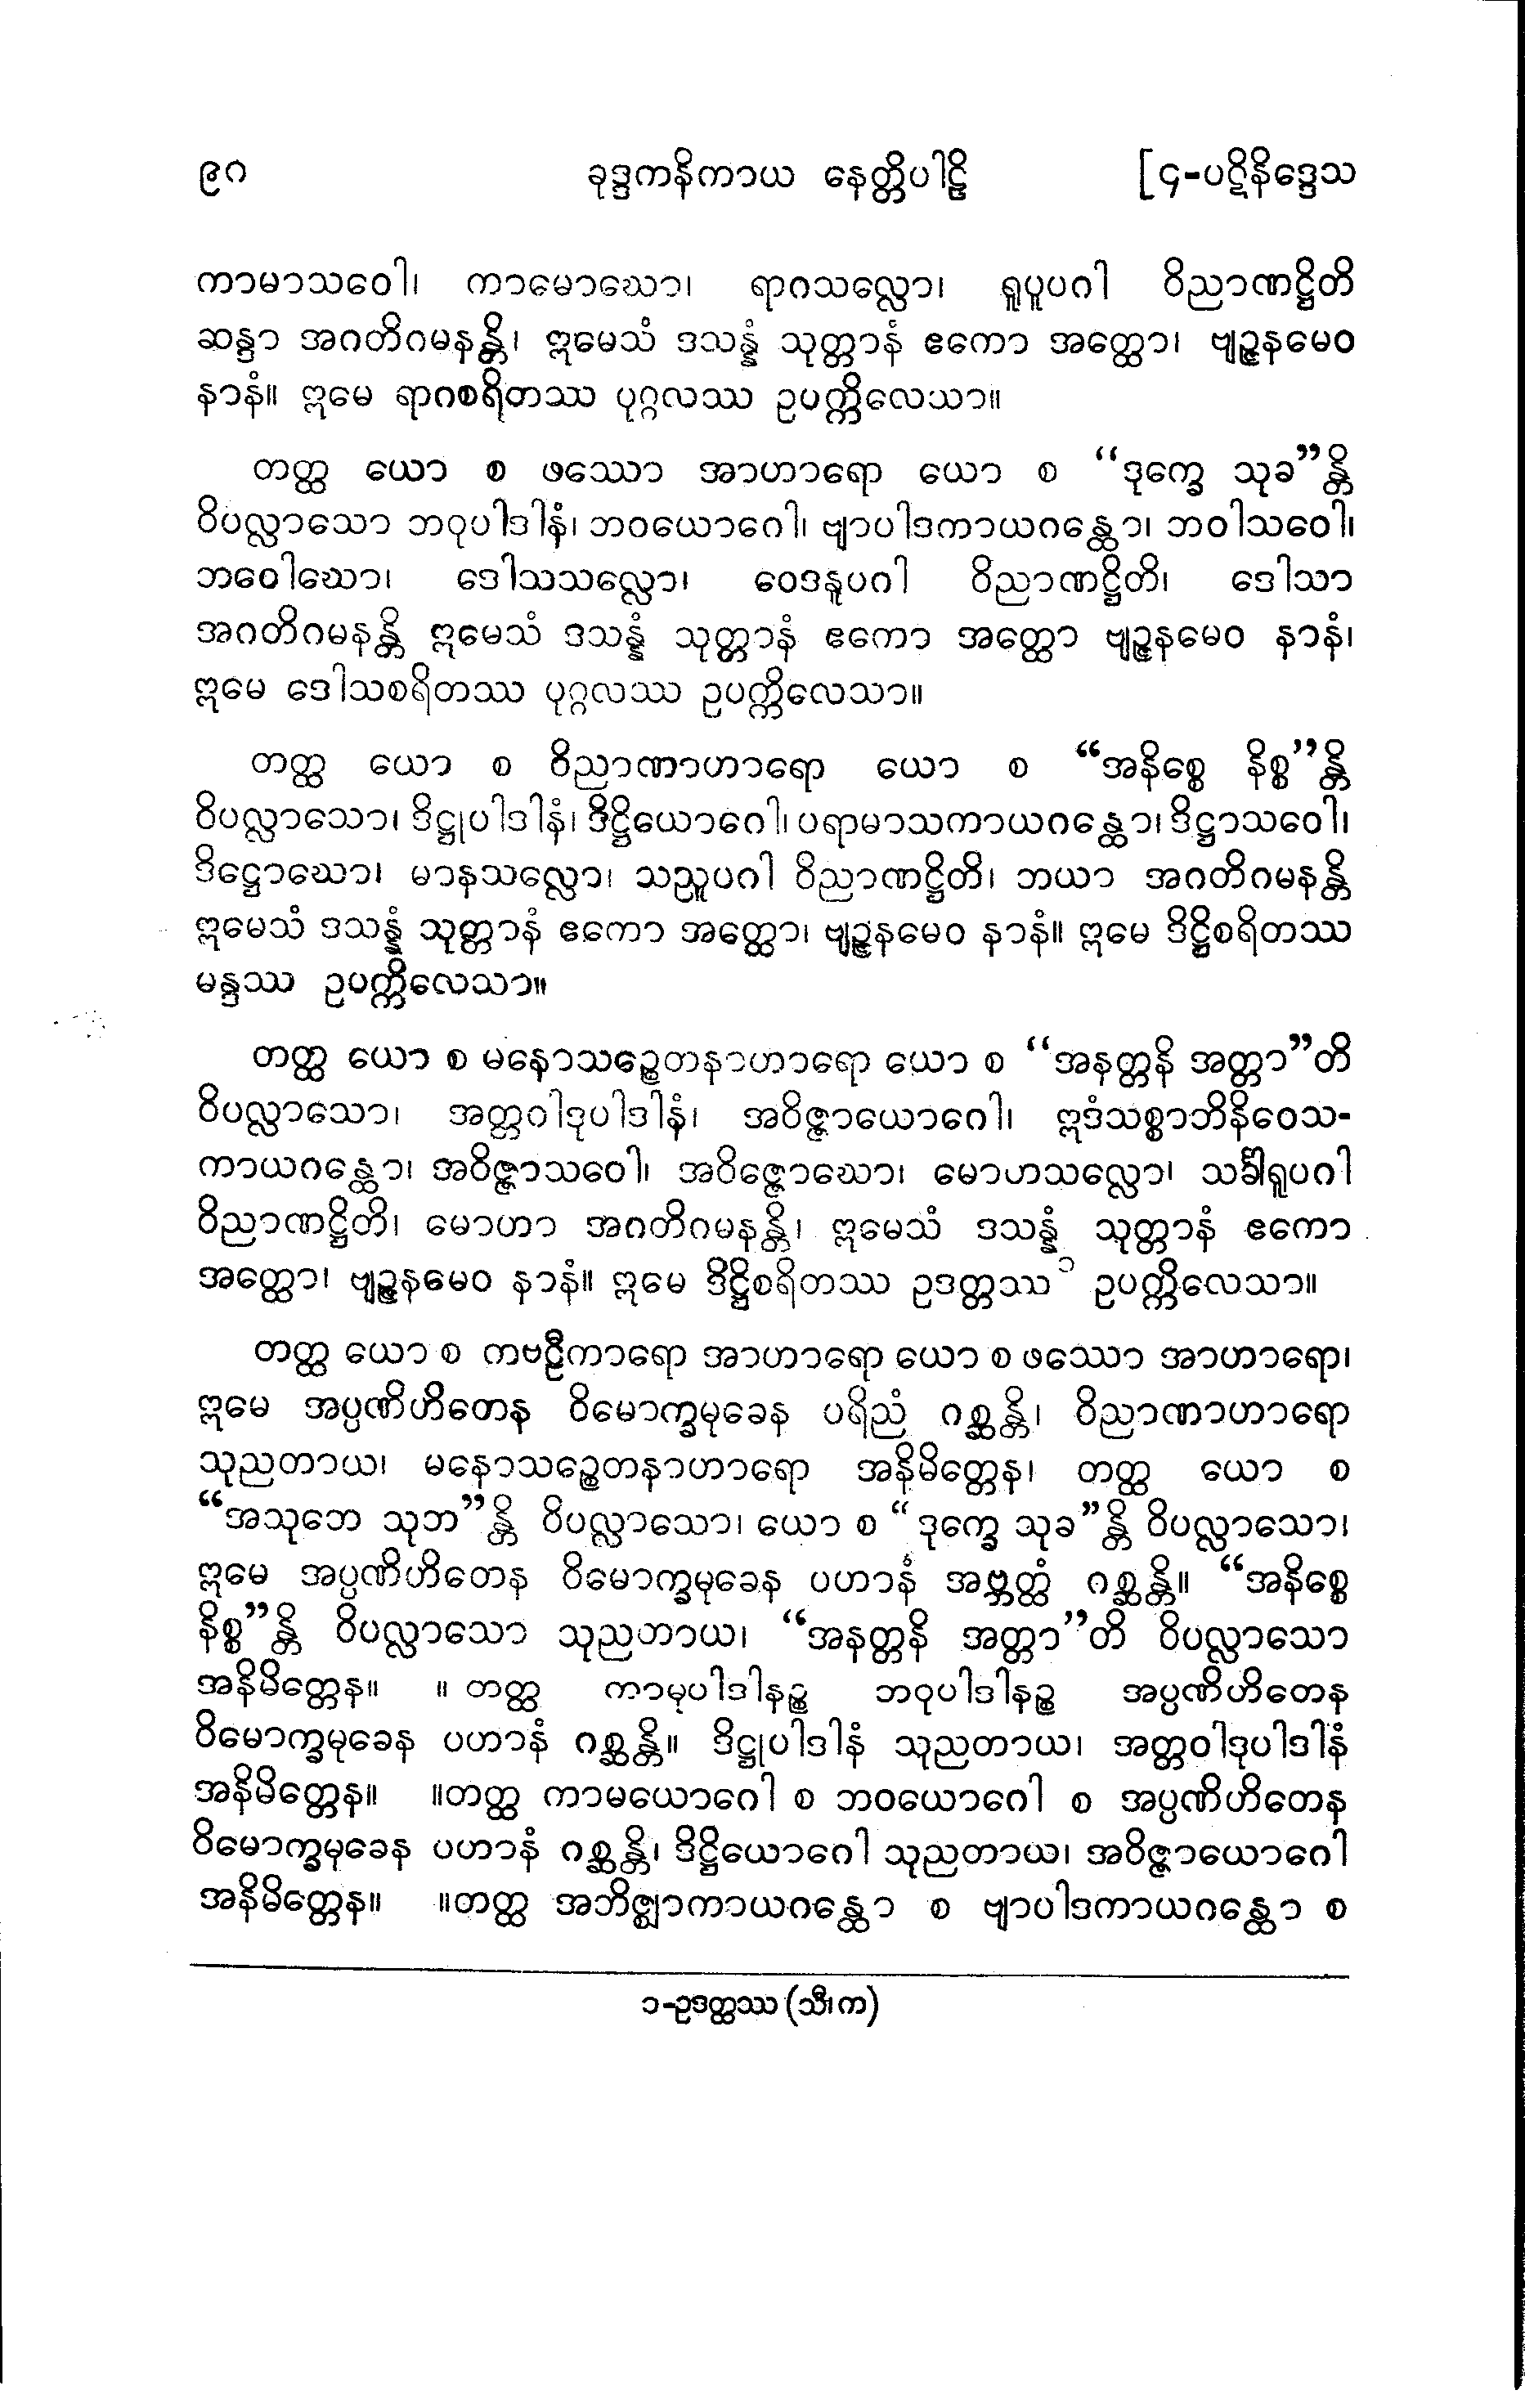 ၉၀ ခုဒ္ဒကနိကာယ နေတ္တိပါဠိ [၄-ပဋိနိဒ္ဒေသ
ကာမာသဝေါ၊ ကာမောဃော၊ ရာဂသလ္လော၊ ရူပူပဂါ ဝိညာဏဋ္ဌိတိ
ဆန္ဒာ အဂတိဂမနန္တိ၊ ဣမေသံ ဒသန္နံ သုတ္တာနံ ဧကော အတ္ထော၊ ဗျဉ္ဇနမေဝ
နာနံ။ ဣမေ ရာဂစရိတဿ ပုဂ္ဂလဿ ဥပက္ကိလေသာ။
တတ္ထ ယော စ ဖဿော အာဟာရော ယော စ “ဒုက္ခေ သုခ”န္တိ
ဝိပလ္လာသော ဘဝုပါဒါနံ၊ ဘဝယောဂေါ၊ ဗျာပါဒကာယဂန္ထော၊ ဘဝါသဝေါ၊
ဘဝေါဃော၊ ဒေါသသလ္လော၊ ဝေဒနူပဂါ ဝိညာဏဋ္ဌိတိ၊ ဒေါသာ
အဂတိဂမနန္တိ ဣမေသံ ဒသန္နံ သုတ္တာနံ ဧကော အတ္ထော ဗျဉ္ဇနမေဝ နာနံ၊
ဣမေ ဒေါသစရိတဿ ပုဂ္ဂလဿ ဥပက္ကိလေသာ။
တတ္ထ ယော စ ဝိညာဏာဟာရော ယော စ “အနိစ္စေ နိစ္စ”န္တိ
ဝိပလ္လာသော၊ ဒိဋ္ဌုပါဒါနံ၊ ဒိဋ္ဌိယောဂေါ၊ ပရာမာသကာယဂန္ထော၊ ဒိဋ္ဌာသဝေါ၊
ဒိဋ္ဌောဃော၊ မာနသလ္လော၊ သညူပဂါ ဝိညာဏဋ္ဌိတိ၊ ဘယာ အဂတိဂမနန္တိ
ဣမေသံ ဒသန္နံ သုတ္တာနံ ဧကော အတ္ထော၊ ဗျဉ္ဇနမေဝ နာနံ။ ဣမေ ဒိဋ္ဌိစရိတဿ
မန္ဒဿ ဥပက္ကိလေသာ။
တတ္ထ ယော စ မနောသဉ္စေတနာဟာရော ယော စ “အနတ္တနိ အတ္တာ”တိ
ဝိပလ္လာသော၊ အတ္တဝါဒုပါဒါနံ၊ အဝိဇ္ဇာယောဂေါ၊ ဣဒံသစ္စာဘိနိဝေသ-
ကာယဂန္ထော၊ အဝိဇ္ဇာသဝေါ၊ အဝိဇ္ဇောဃော၊ မောဟသလ္လော၊ သင်္ခါရူပဂါ
ဝိညာဏဋ္ဌိတိ၊ မောဟာ အဂတိဂမနန္တိ၊ ဣမေသံ ဒသန္နံ သုတ္တာနံ ဧကော
အတ္ထော၊ ဗျဉ္ဇနမေဝ နာနံ။ ဣမေ ဒိဋ္ဌိစရိတဿ ဥဒတ္တဿ ၁ ဥပက္ကိလေသာ။
တတ္ထ ယော စ ကဗဠီကာရော အာဟာရော ယော စ ဖဿော အာဟာရော၊
ဣမေ အပ္ပဏိဟိတေန ဝိမောက္ခမုခေန ပရိညံ ဂစ္ဆန္တိ၊ ဝိညာဏာဟာရော
သုညတာယ၊ မနောသဉ္စေတနာဟာရော အနိမိတ္တေန၊ တတ္ထ ယော စ
“အသုဘေ သုဘ”န္တိ ဝိပလ္လာသော၊ ယော စ “ဒုက္ခေ သုခ”န္တိ ဝိပလ္လာသော၊
ဣမေ အပ္ပဏိဟိတေန ဝိမောက္ခမုခေန ပဟာနံ အဗ္ဘတ္ထံ ဂစ္ဆန္တိ။ “အနိစ္စေ
နိစ္စ”န္တိ ဝိပလ္လာသော သုညတာယ၊ “အနတ္တနိ အတ္တာ”တိ ဝိပလ္လာသော
အနိမိတ္တေန။ ။ တတ္ထ ကာမုပါဒါနဉ္စ ဘဝုပါဒါနဉ္စ အပ္ပဏိဟိတေန
ဝိမောက္ခမုခေန ပဟာနံ ဂစ္ဆန္တိ။ ဒိဋ္ဌုပါဒါနံ သုညတာယ၊ အတ္တဝါဒုပါဒါနံ
အနိမိတ္တေန။ ။တတ္ထ ကာမယောဂေါ စ ဘဝယောဂေါ စ အပ္ပဏိဟိတေန
ဝိမောက္ခမုခေန ပဟာနံ ဂစ္ဆန္တိ၊ ဒိဋ္ဌိယောဂေါ သုညတာယ၊ အဝိဇ္ဇာယောဂေါ
အနိမိတ္တေန။ ။တတ္ထ အဘိဇ္ဈာကာယဂန္ထော စ ဗျာပါဒကာယဂန္ထော စ
၁-ဥဒတ္ထဿ (သီ၊ က)